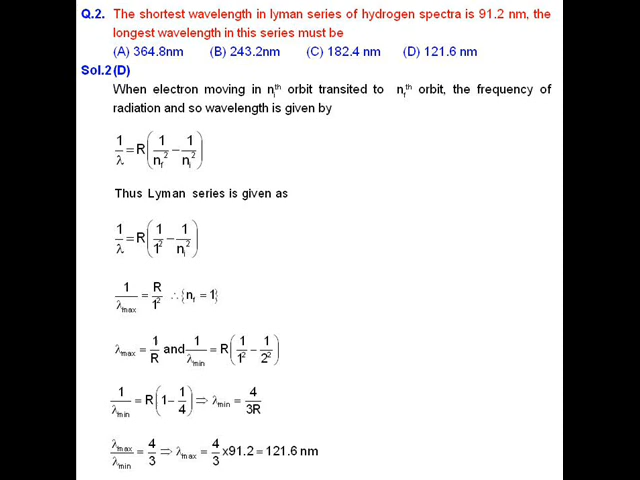 Q.2. The shortest wavelength in lyman series of hydrogen spectra is 91.2 nm, the
longest wavelength in this series must be
(A) 364.8nm (B) 243.2nm (C) 182.4 nm (D) 121.6 nm
Sol.2(D)
When electron moving in nᵢᵗʰ orbit transited to n_fᵗʰ orbit, the frequency of
radiation and so wavelength is given by
1/λ = R(1/n_f² − 1/nᵢ²)
Thus Lyman series is given as
1/λ = R(1/1² − 1/nᵢ²)
1/λ_max = R/1² ∴ {n_f = 1}
λ_max = 1/R and 1/λ_min = R(1/1² − 1/2²)
1/λ_min = R(1 − 1/4) ⇒ λ_min = 4/3R
λ_max/λ_min = 4/3 ⇒ λ_max = 4/3 x91.2 = 121.6 nm